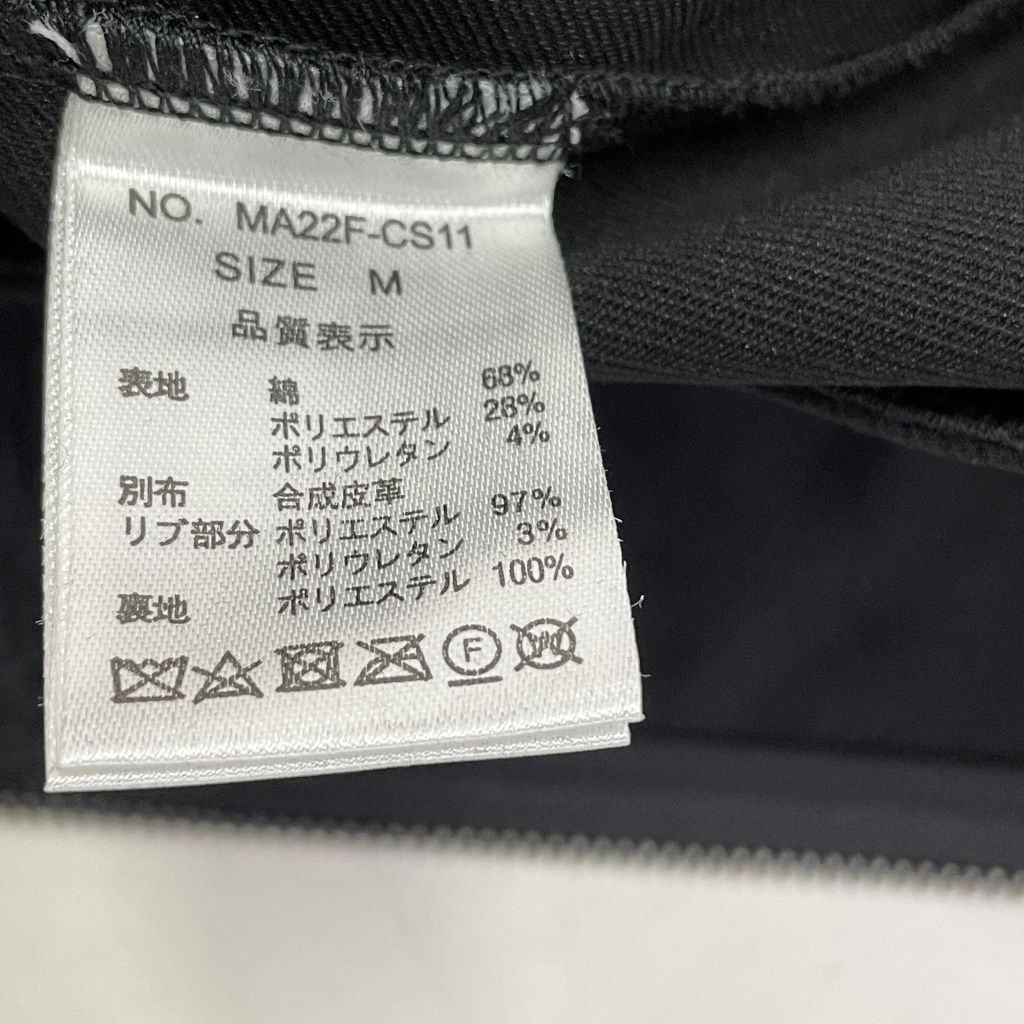 NO. MA22F-CS11
SIZE M
品質表示
表地 綿 68%
ポリエステル 28%
ポリウレタン 4%
別布 合成皮革
リブ部分 ポリエステル 97%
ポリウレタン 3%
裏地 ポリエステル 100%
F W